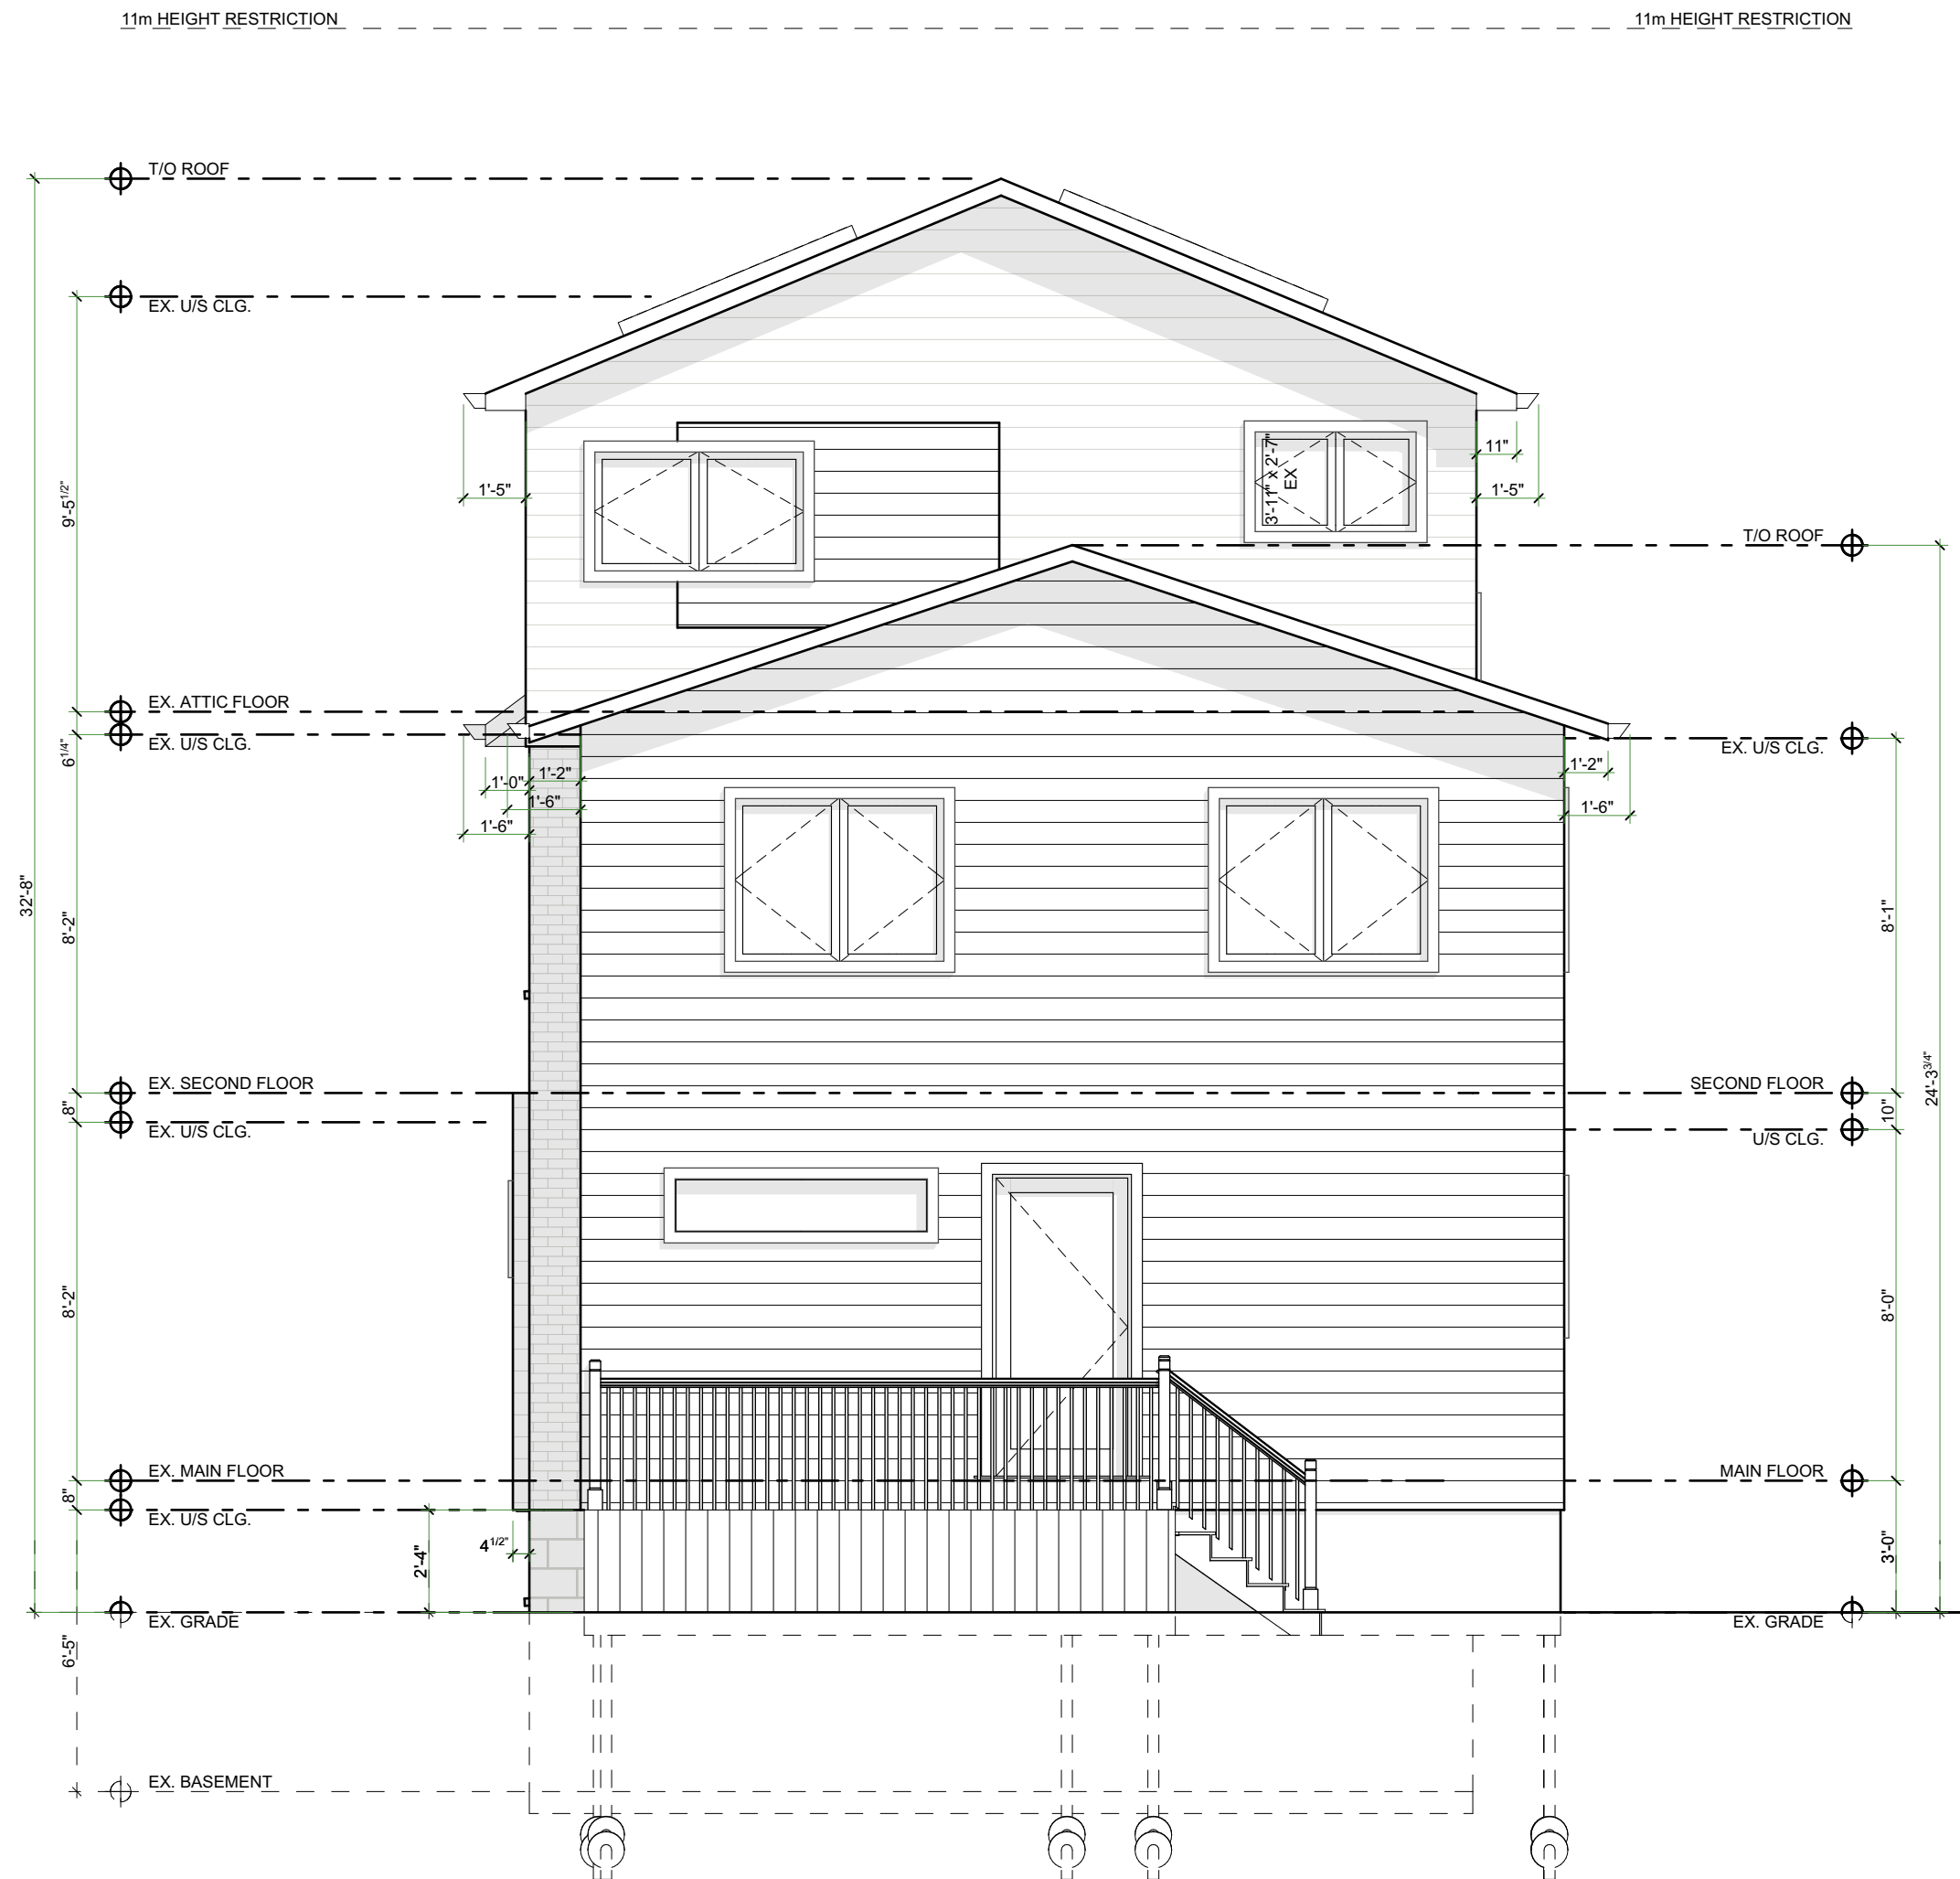 11m HEIGHT RESTRICTION
11m HEIGHT RESTRICTION
T/O ROOF
EX. U/S CLG.
11"
3'-11" x 2'-7"
EX
1'-5"
1'-5"
9'-5 1/2"
T/O ROOF
EX. ATTIC FLOOR
EX. U/S CLG.
EX. U/S CLG.
6 1/4"
1'-2"
1'-0"
1'-6"
1'-6"
1'-2"
1'-6"
32'-8"
8'-2"
8'-1"
EX. SECOND FLOOR
SECOND FLOOR
24'-3 3/4"
8"
10"
EX. U/S CLG.
U/S CLG.
8'-2"
8'-0"
EX. MAIN FLOOR
MAIN FLOOR
8"
EX. U/S CLG.
4 1/2"
2'-4"
3'-0"
EX. GRADE
EX. GRADE
6'-5"
EX. BASEMENT